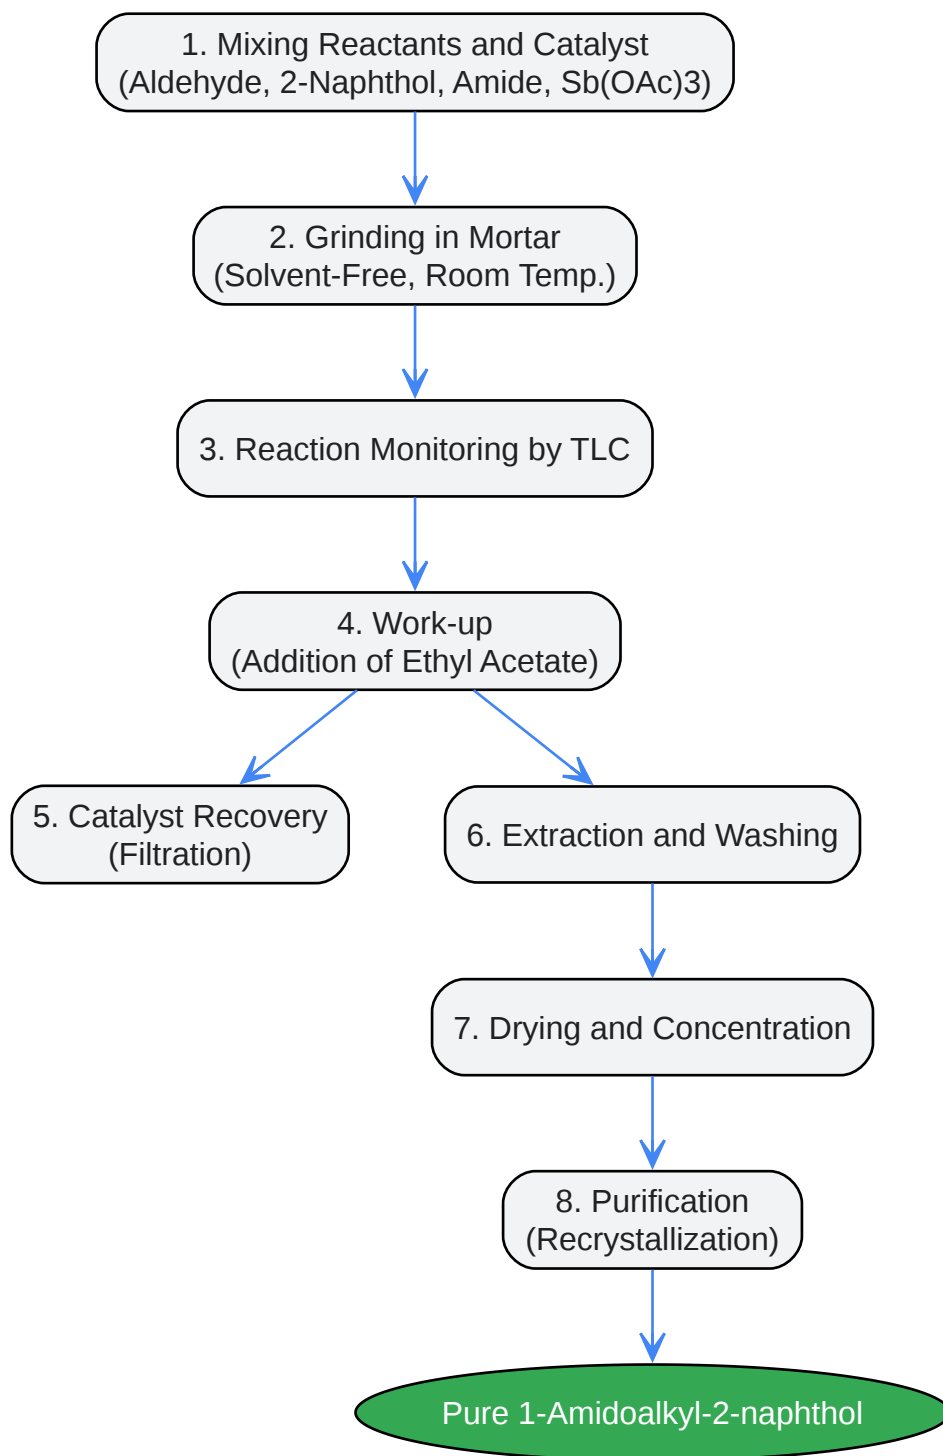 1. Mixing Reactants and Catalyst
(Aldehyde, 2-Naphthol, Amide, Sb(OAc)3)
2. Grinding in Mortar
(Solvent-Free, Room Temp.)
3. Reaction Monitoring by TLC
4. Work-up
(Addition of Ethyl Acetate)
5. Catalyst Recovery
(Filtration)
6. Extraction and Washing
7. Drying and Concentration
8. Purification
(Recrystallization)
Pure 1-Amidoalkyl-2-naphthol